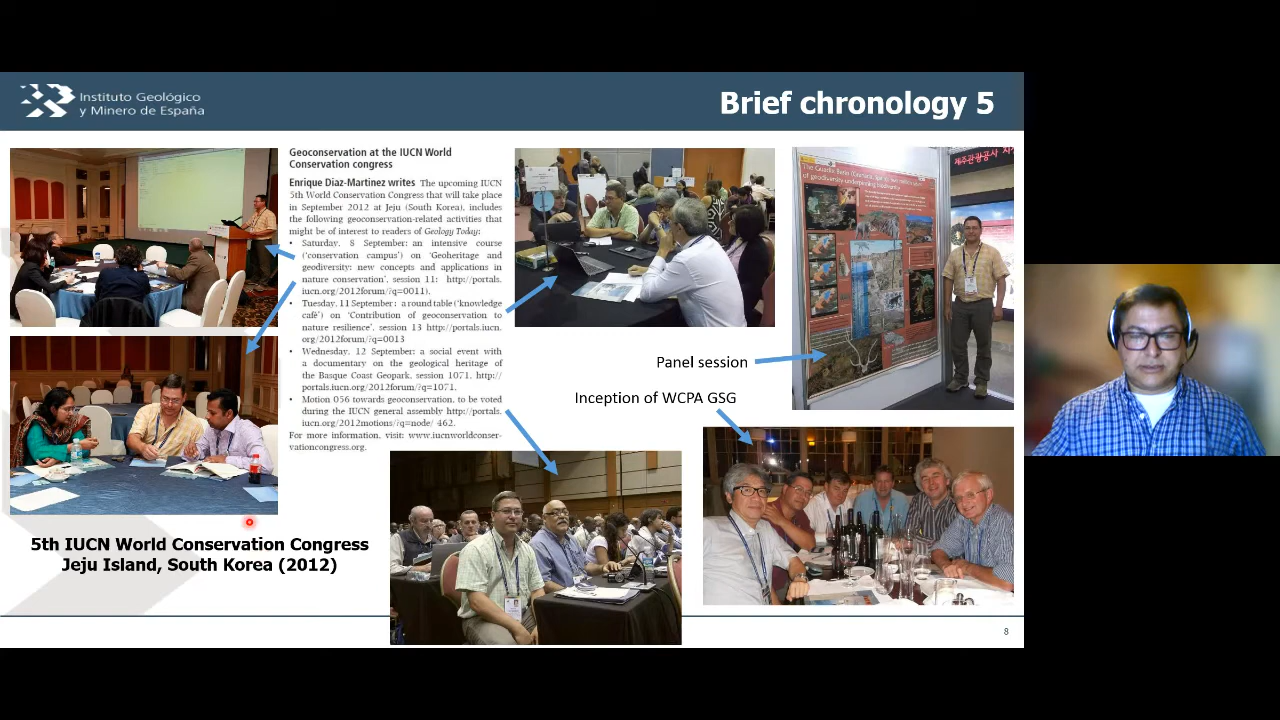 Instituto Geológico
y Minero de España
Brief chronology 5
Geoconservation at the IUCN World
Conservation congress
Enrique Diaz-Martinez writes The upcoming IUCN
5th World Conservation Congress that will take place
in September 2012 at Jeju (South Korea), includes
the following geoconservation-related activities that
might be of interest to readers of Geology Today:
• Saturday, 8 September: an intensive course
('conservation campus') on 'Geoheritage and
geodiversity: new concepts and applications in
nature conservation', session 11: http://portals.
iucn.org/2012forum/?q=0011).
• Tuesday, 11 September: a round table ('knowledge
café') on 'Contribution of geoconservation to
nature resilience', session 13 http://portals.iucn.
org/2012forum/?q=0013
• Wednesday, 12 September: a social event with
a documentary on the geological heritage of
the Basque Coast Geopark, session 1071, http://
portals.iucn.org/2012forum/?q=1071.
• Motion 056 towards geoconservation, to be voted
during the IUCN general assembly http://portals.
iucn.org/2012motions/?q=node/ 462.
For more information, visit: www.iucnworldconser-
vationcongress.org.
Panel session
Inception of WCPA GSG
5th IUCN World Conservation Congress
Jeju Island, South Korea (2012)
8